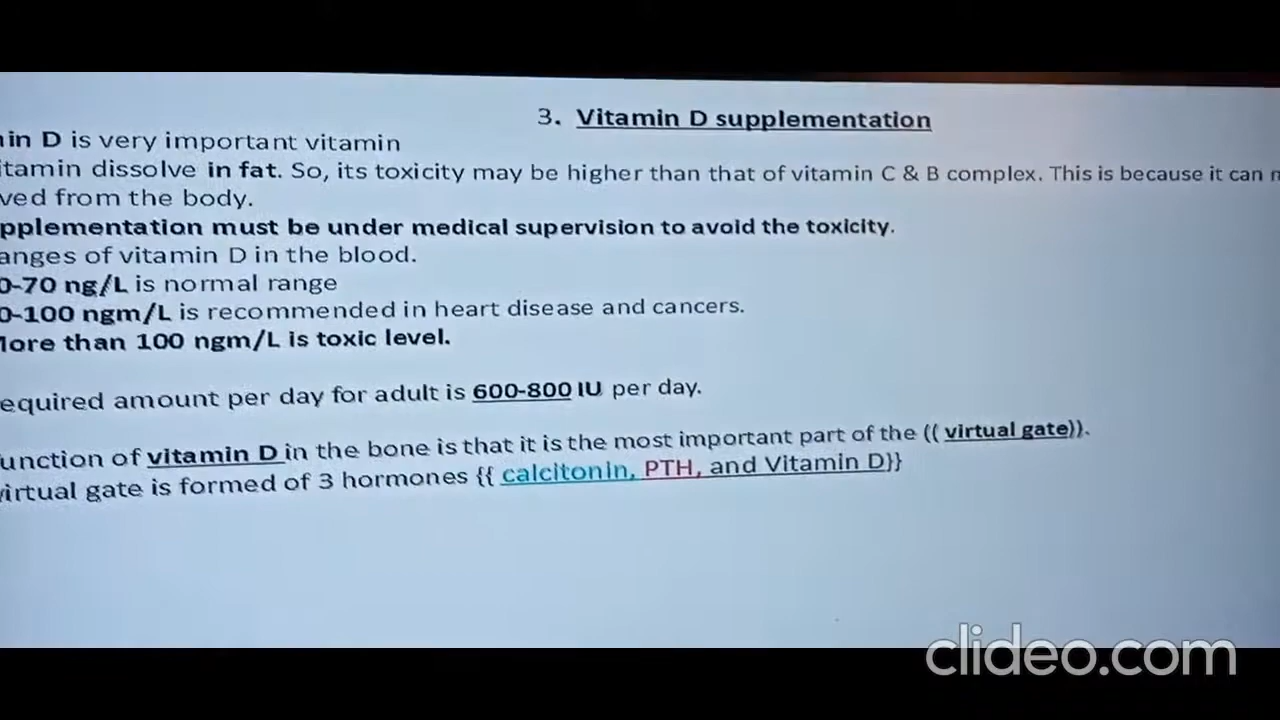 3. Vitamin D supplementation
in D is very important vitamin
tamin dissolve in fat. So, its toxicity may be higher than that of vitamin C & B complex. This is because it can
ved from the body.
pplementation must be under medical supervision to avoid the toxicity.
anges of vitamin D in the blood.
0-70 ng/L is normal range
0-100 ngm/L is recommended in heart disease and cancers.
ore than 100 ngm/L is toxic level.
equired amount per day for adult is 600-800 IU per day.
unction of vitamin D in the bone is that it is the most important part of the (( virtual gate)).
virtual gate is formed of 3 hormones {{ calcitonin, PTH, and Vitamin D}}
clideo.com